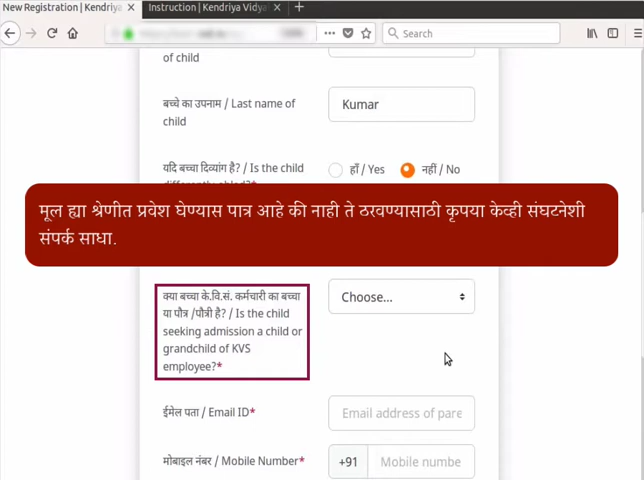 New Registration | Kendriya
Instruction | Kendriya Vidya
Search
of child
बच्चे का उपनाम / Last name of
child
Kumar
यदि बच्चा दिव्यांग है? / Is the child
हाँ / Yes
नहीं / No
मूल ह्या श्रेणीत प्रवेश घेण्यास पात्र आहे की नाही ते ठरवण्यासाठी कृपया केव्ही संघटनेशी
संपर्क साधा.
क्या बच्चा के.वि.सं. कर्मचारी का बच्चा
या पौत्र /पौत्री है? / Is the child
seeking admission a child or
grandchild of KVS
employee?*
Choose...
ईमेल पता / Email ID*
Email address of pare
मोबाइल नंबर / Mobile Number*
+91
Mobile numbe